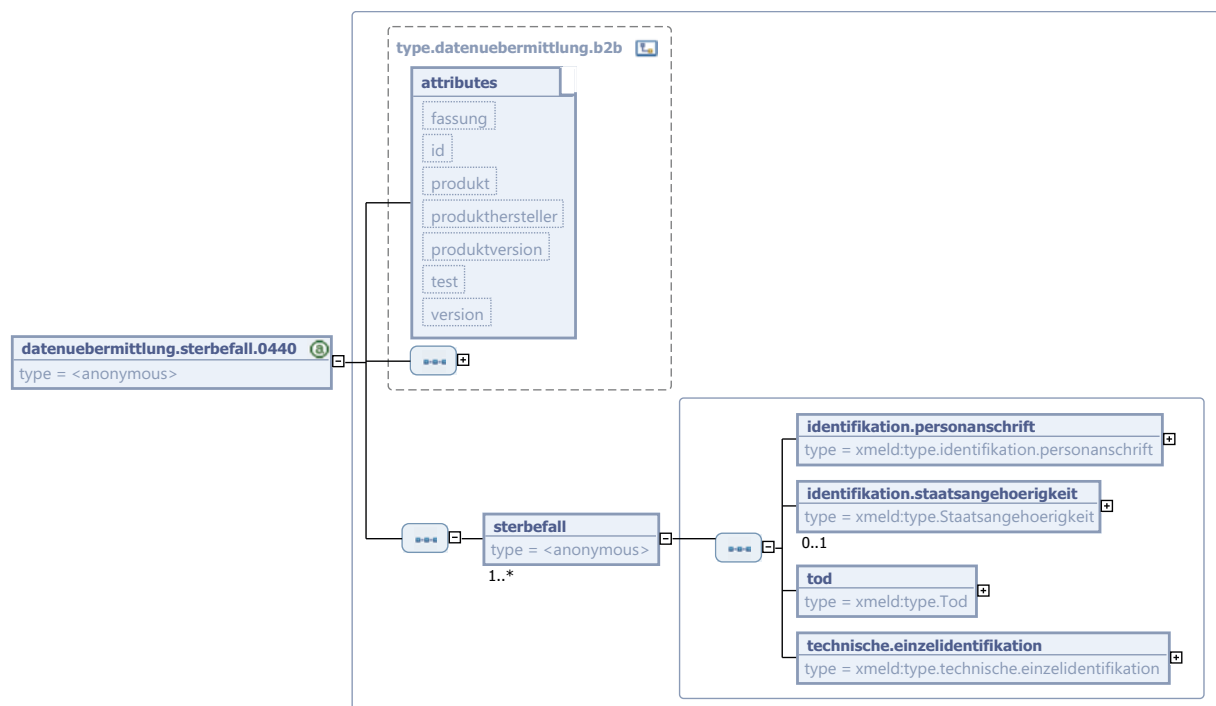 type.datenuebermittlung.b2b
attributes
fassung
id
produkt
produkthersteller
produktversion
test
version
datenuebermittlung.sterbefall.0440 a
type = <anonymous>
sterbefall
type = <anonymous>
1..*
identifikation.personanschrift
type = xmeld:type.identifikation.personanschrift
identifikation.staatsangehoerigkeit
type = xmeld:type.Staatsangehoerigkeit
0..1
tod
type = xmeld:type.Tod
technische.einzelidentifikation
type = xmeld:type.technische.einzelidentifikation